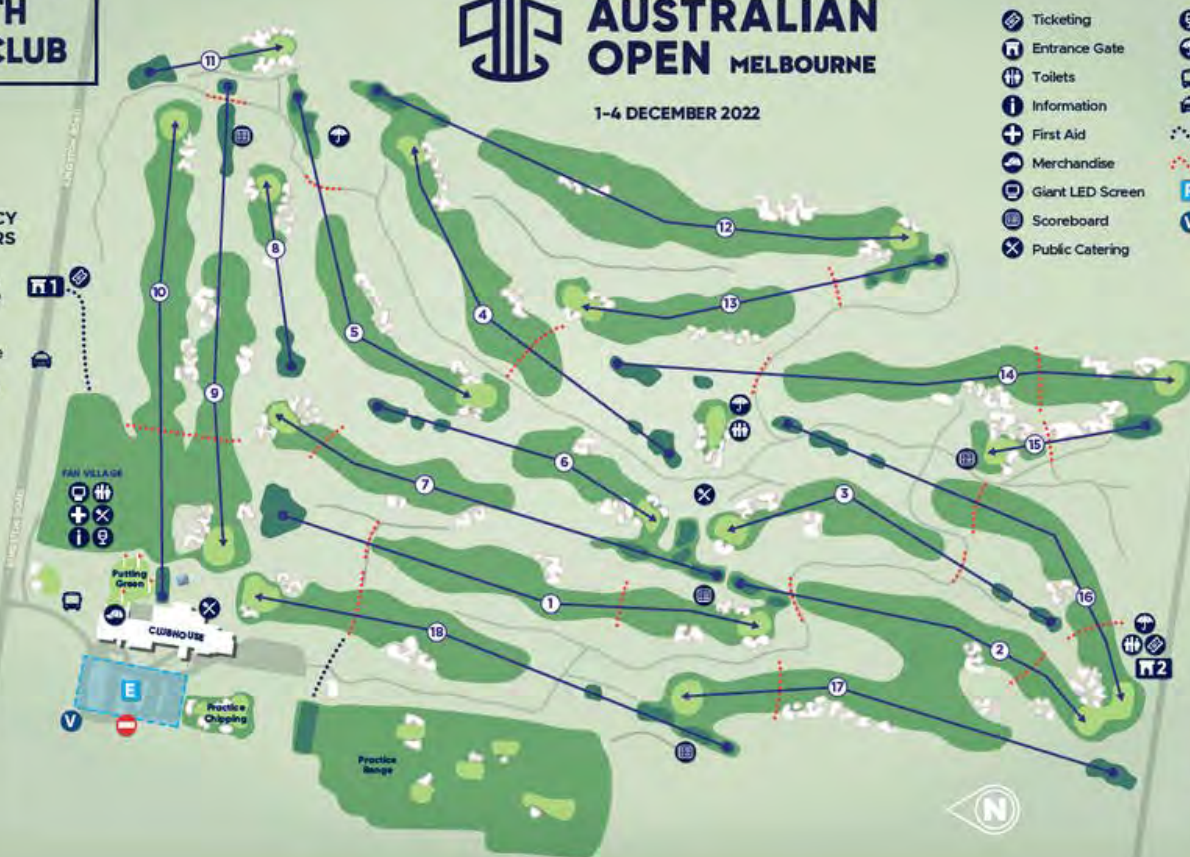 TH
CLUB
AUSTRALIAN
OPEN MELBOURNE
1-4 DECEMBER 2022
Ticketing
Entrance Gate
Toilets
Information
First Aid
Merchandise
Giant LED Screen
Scoreboard
Public Catering
P
V
CY
RS
11
10
9
8
5
4
12
13
14
15
7
6
3
16
1
18
2
17
1
2
FAN VILLAGE
Putting
Green
CLUBHOUSE
E
V
Practice
Chipping
Practice
Range
N